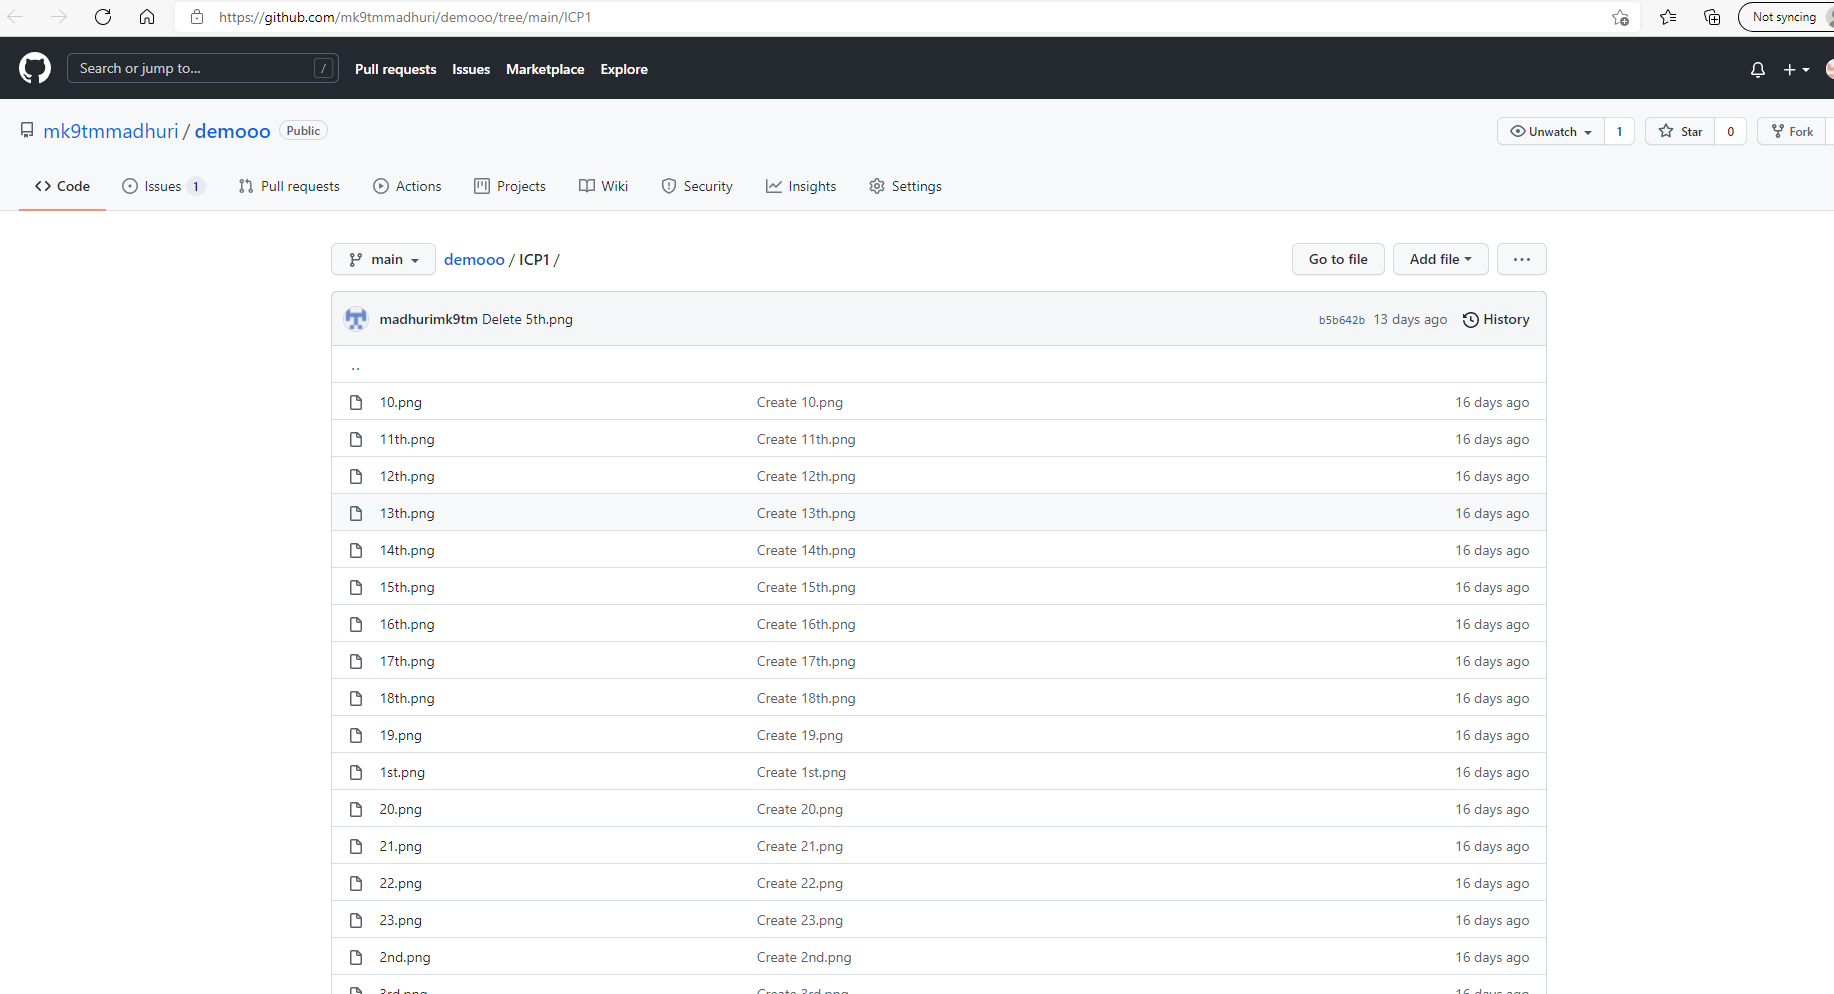 https://github.com/mk9tmmadhuri/demooo/tree/main/ICP1 Not syncing
Search or jump to... / Pull requests Issues Marketplace Explore
mk9tmmadhuri / demooo Public Unwatch 1 Star 0 Fork
Code Issues 1 Pull requests Actions Projects Wiki Security Insights Settings
main demooo / ICP1 / Go to file Add file ...
madhurimk9tm Delete 5th.png b5b642b 13 days ago History
..
10.png Create 10.png 16 days ago
11th.png Create 11th.png 16 days ago
12th.png Create 12th.png 16 days ago
13th.png Create 13th.png 16 days ago
14th.png Create 14th.png 16 days ago
15th.png Create 15th.png 16 days ago
16th.png Create 16th.png 16 days ago
17th.png Create 17th.png 16 days ago
18th.png Create 18th.png 16 days ago
19.png Create 19.png 16 days ago
1st.png Create 1st.png 16 days ago
20.png Create 20.png 16 days ago
21.png Create 21.png 16 days ago
22.png Create 22.png 16 days ago
23.png Create 23.png 16 days ago
2nd.png Create 2nd.png 16 days ago
3rd.png Create 3rd.png 16 days ago